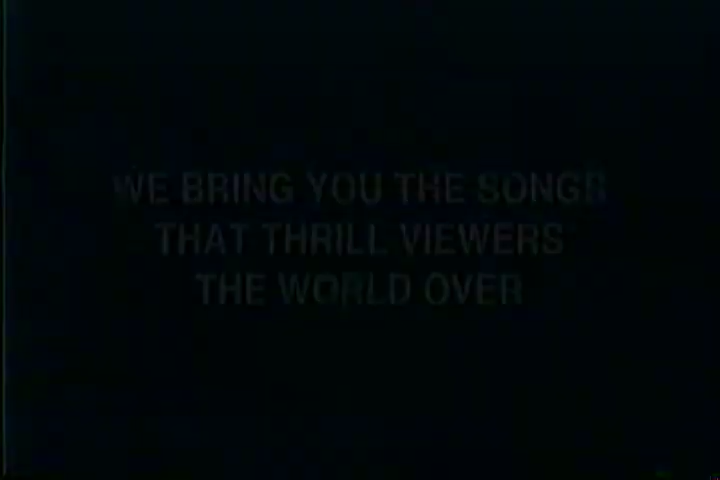 WE BRING YOU THE SONGS
THAT THRILL VIEWERS
THE WORLD OVER